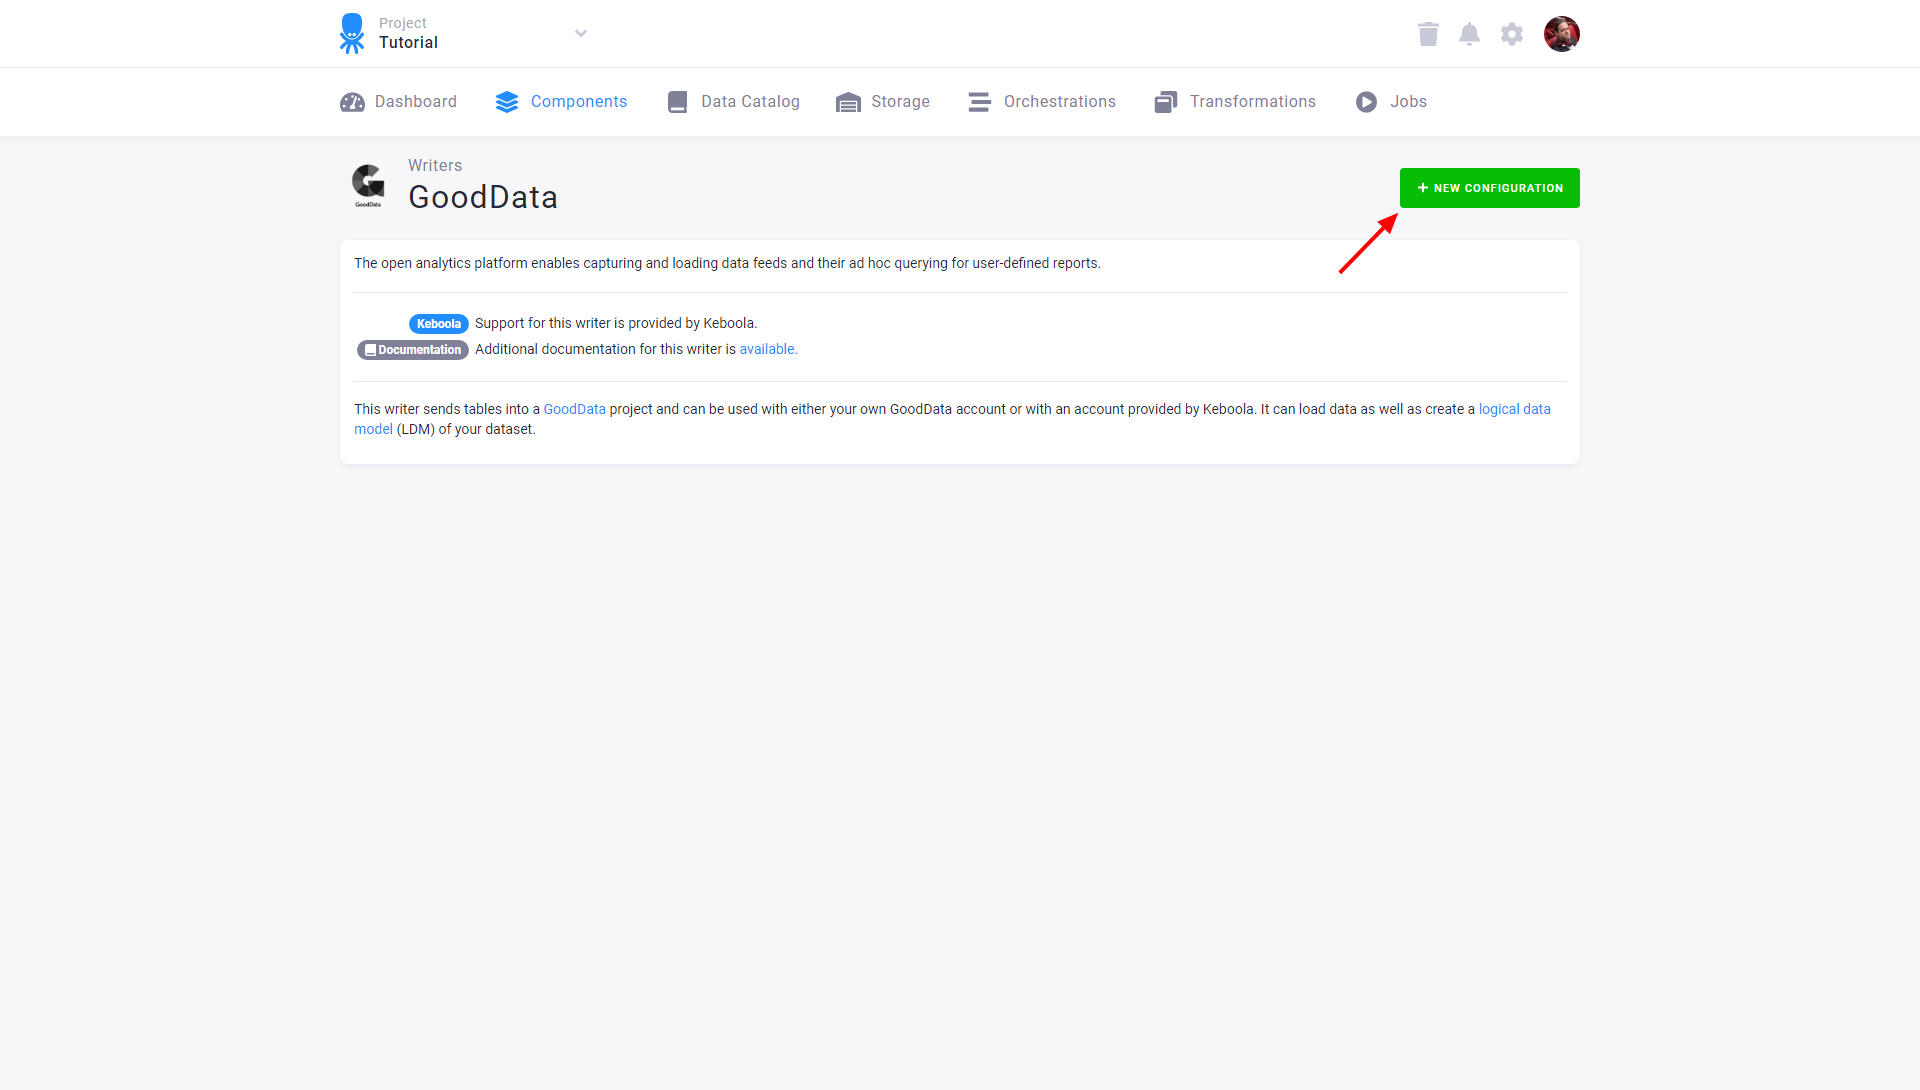 Project
Tutorial
Dashboard
Components
Data Catalog
Storage
Orchestrations
Transformations
Jobs
GoodData
Writers
GoodData
NEW CONFIGURATION
The open analytics platform enables capturing and loading data feeds and their ad hoc querying for user-defined reports.
Keboola Support for this writer is provided by Keboola.
Documentation Additional documentation for this writer is available.
This writer sends tables into a GoodData project and can be used with either your own GoodData account or with an account provided by Keboola. It can load data as well as create a logical data
model (LDM) of your dataset.